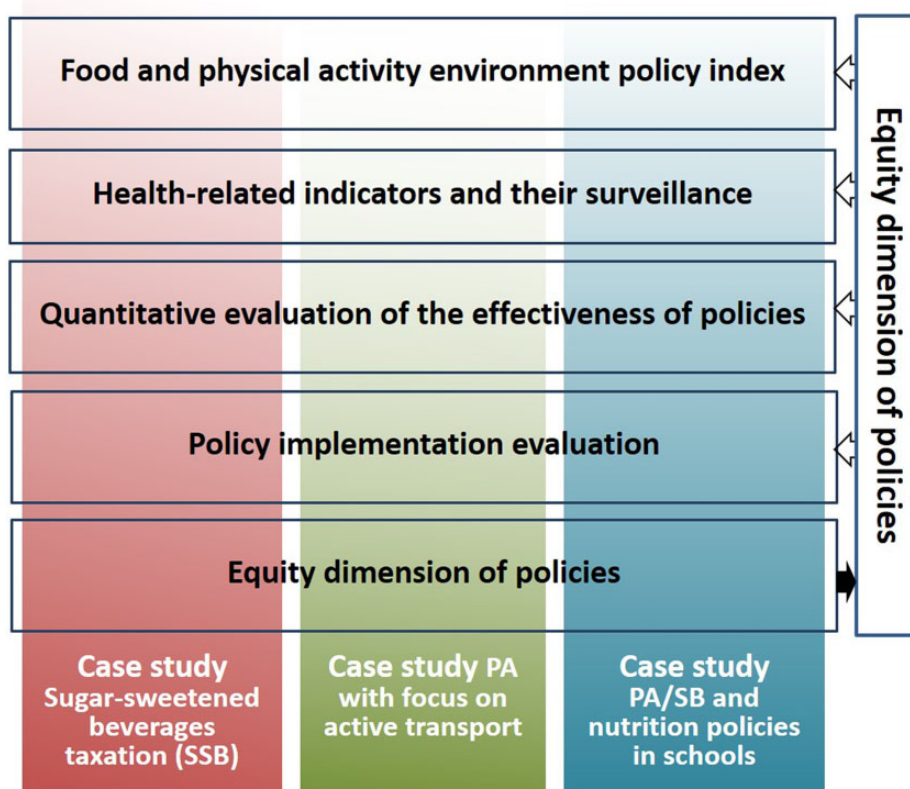 Food and physical activity environment policy index
Health-related indicators and their surveillance
Quantitative evaluation of the effectiveness of policies
Policy implementation evaluation
Equity dimension of policies
Equity dimension of policies
Case study
Sugar-sweetened
beverages
taxation (SSB)
Case study PA
with focus on
active transport
Case study
PA/SB and
nutrition policies
in schools